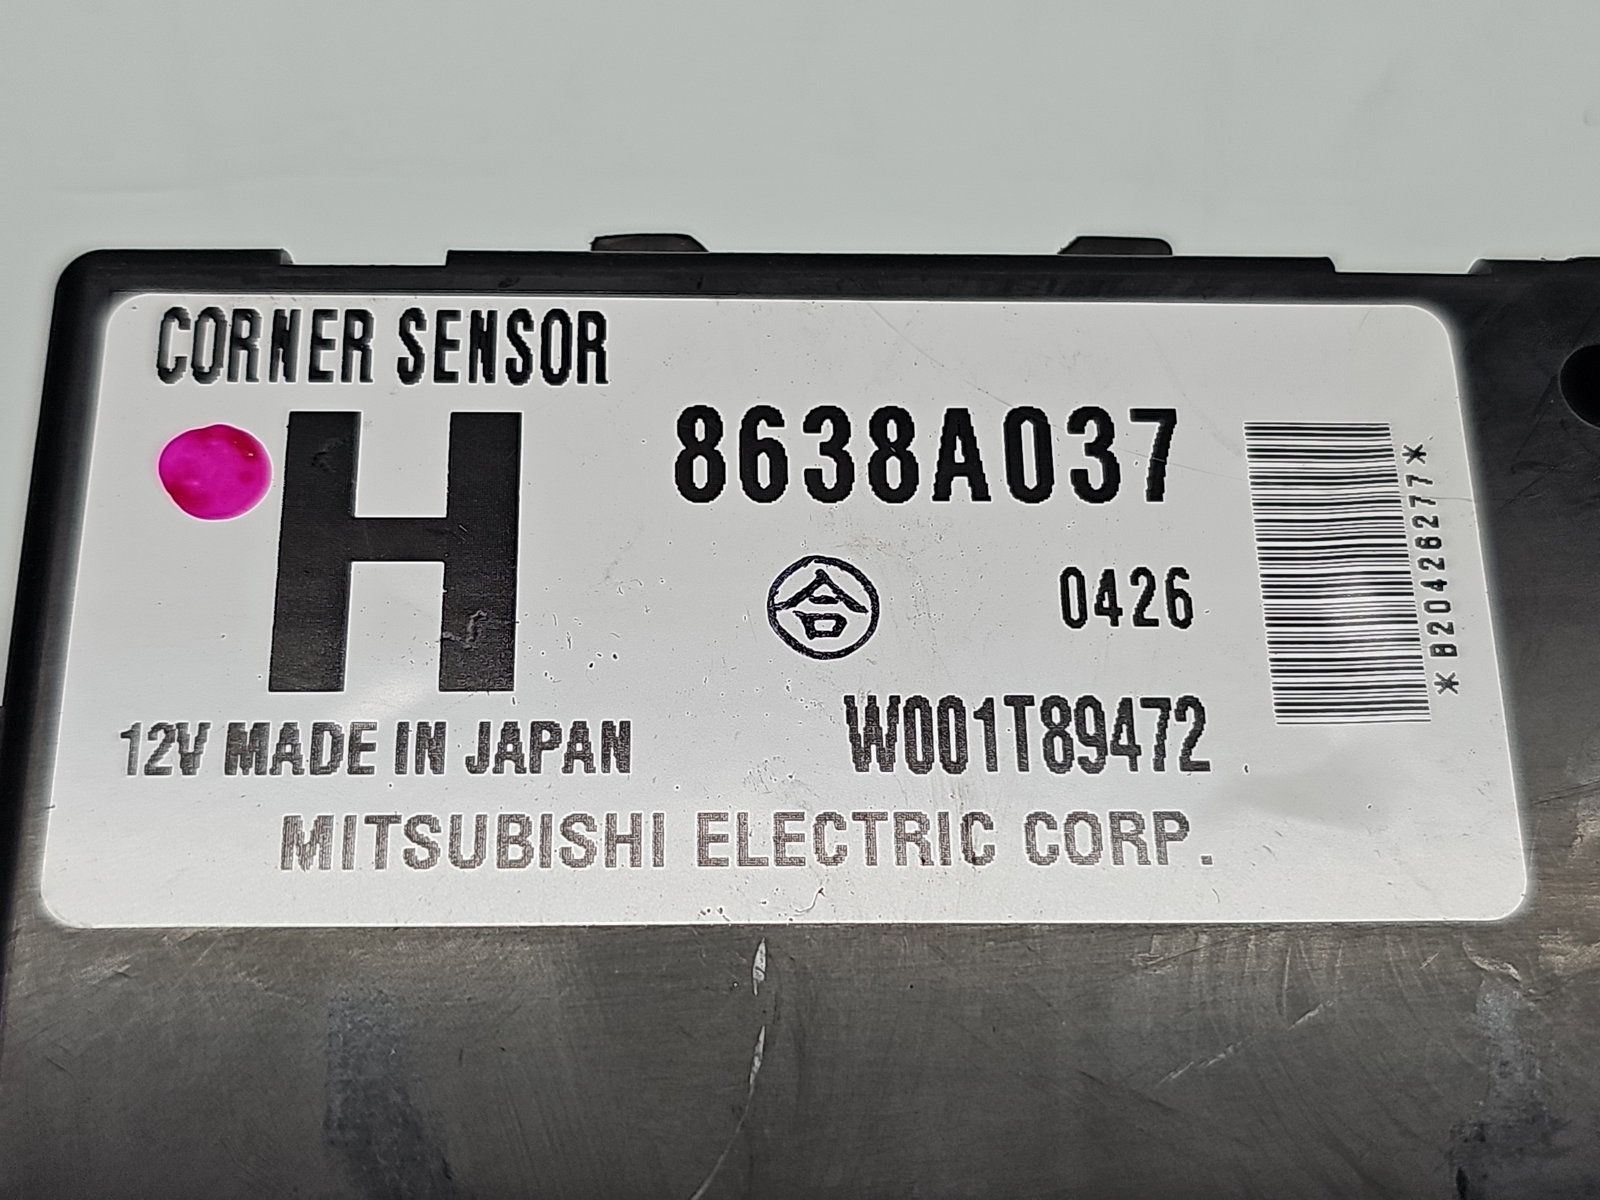 CORNER SENSOR
H
8638A037
合
0426
12V MADE IN JAPAN
W001T89472
MITSUBISHI ELECTRIC CORP.
*B20426277*